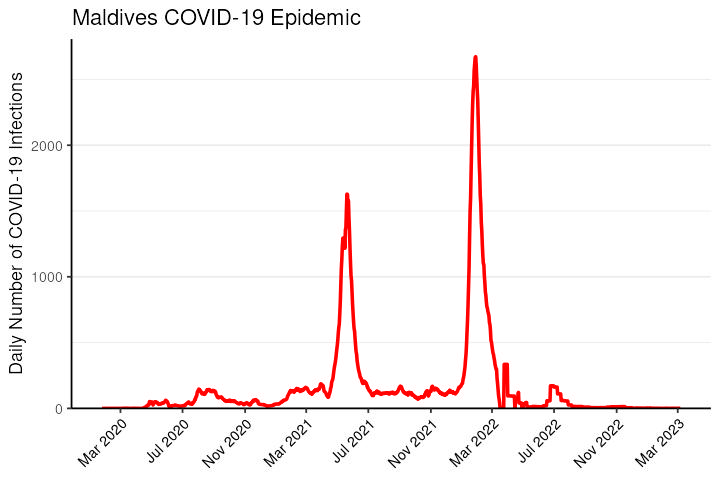 Maldives COVID-19 Epidemic
Daily Number of COVID-19 Infections
2000
1000
0
Mar 2020
Jul 2020
Nov 2020
Mar 2021
Jul 2021
Nov 2021
Mar 2022
Jul 2022
Nov 2022
Mar 2023